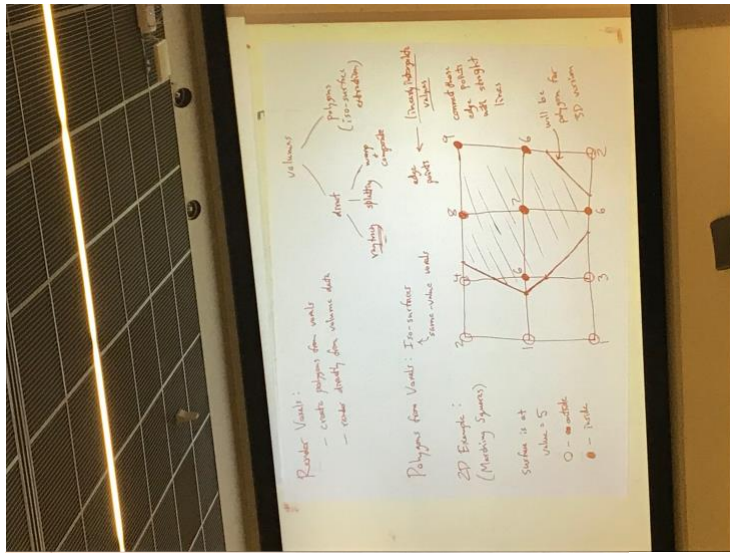 Render Voxels:
- create polygons from voxels
- render directly from volume data
volumes
direct
polygons
(iso-surface
extraction)
raytracing
splatting
warp +
composite
Polygons from Voxels: Iso-surfaces
same-value voxels
2D Example:
(Marching Squares)
surface is at
value = 5
○ - outside
● - inside
edge
points
linearly interpolate
values
connect these
edge points
with straight
lines
will be
polygon for
3D version
2 4 8 9
1 6 7 6
1 3 6 2